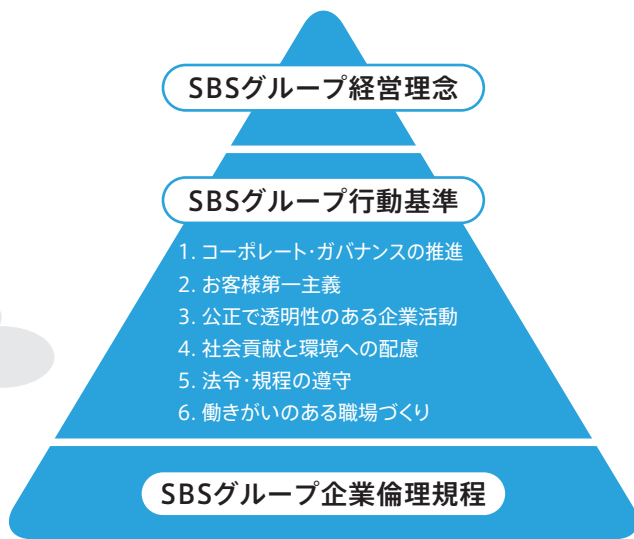 SBSグループ経営理念
SBSグループ行動基準
1. コーポレート・ガバナンスの推進
2. お客様第一主義
3. 公正で透明性のある企業活動
4. 社会貢献と環境への配慮
5. 法令・規程の遵守
6. 働きがいのある職場づくり
SBSグループ企業倫理規程